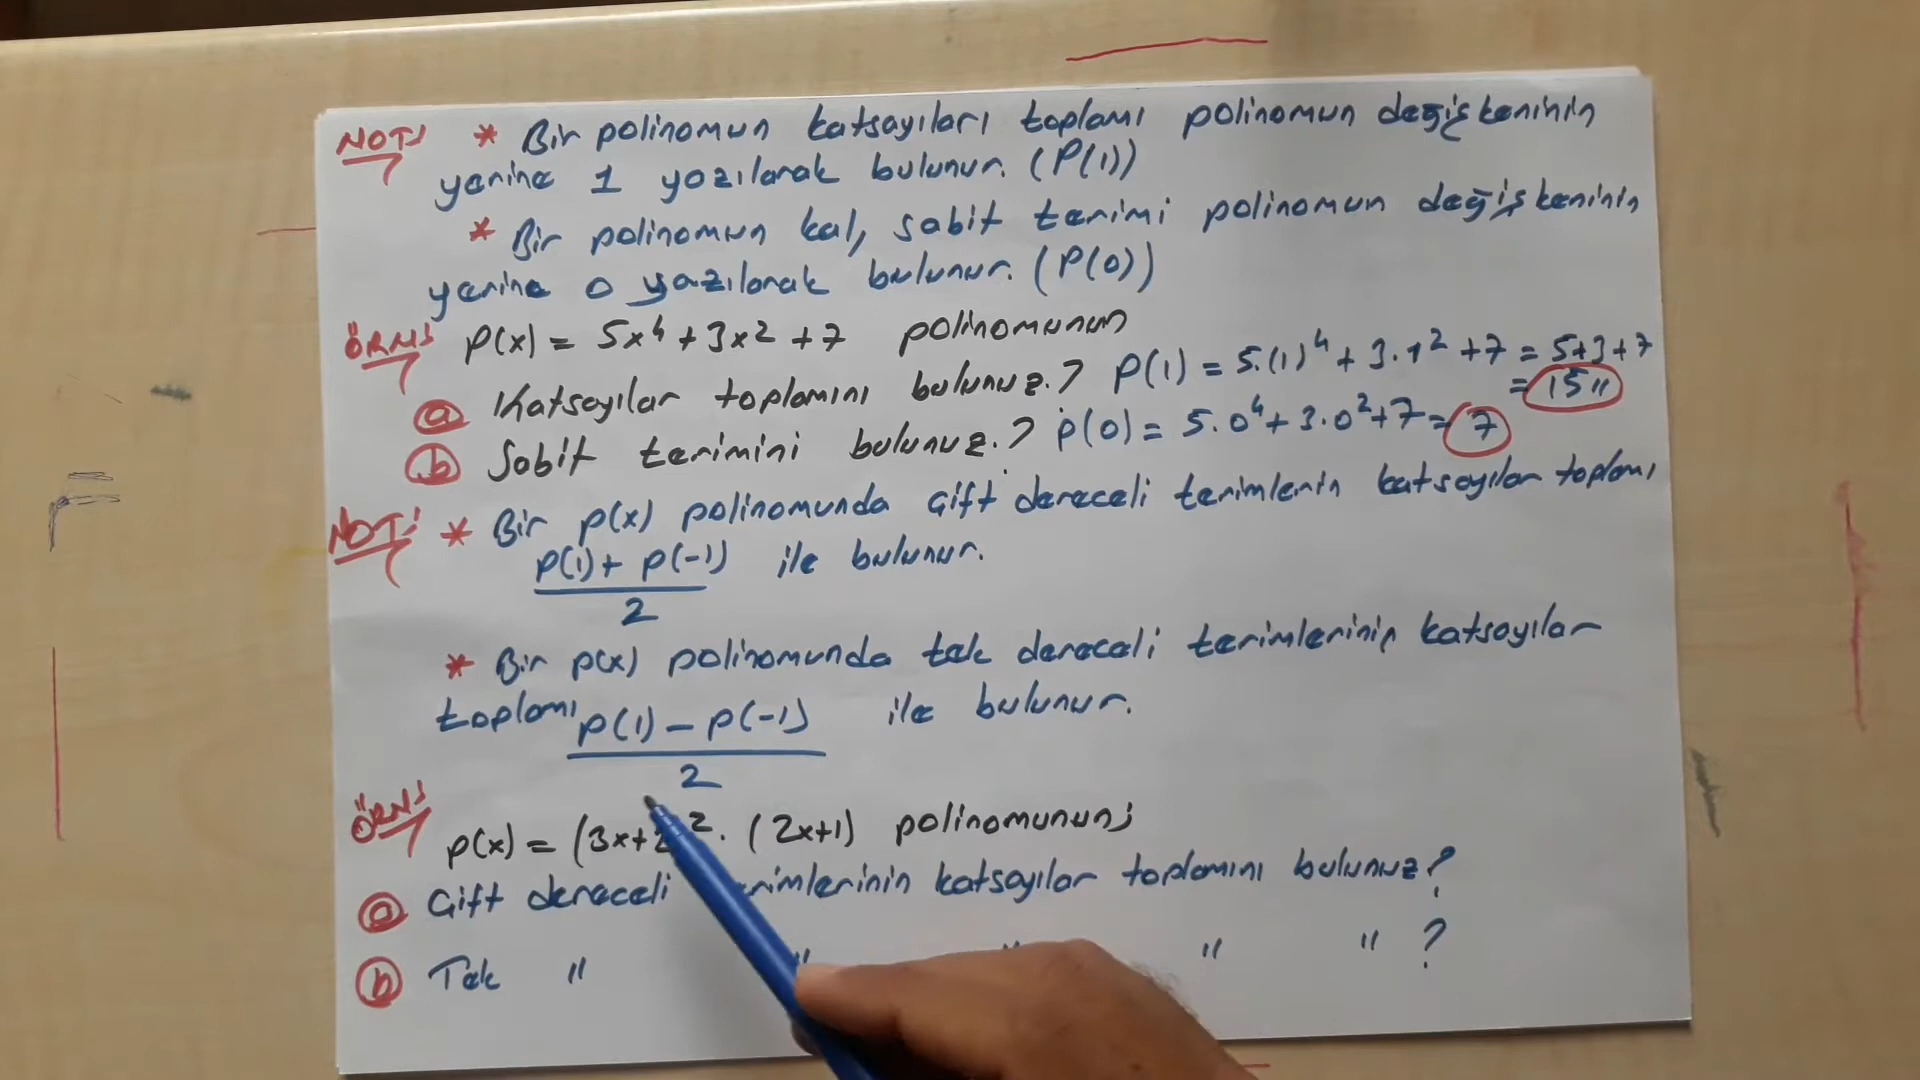 NOT! * Bir polinomun katsayıları toplamı polinomun değişkeninin
yerine 1 yazılarak bulunur. (P(1))
* Bir polinomun kal, sabit terimi polinomun değişkeninin
yerine 0 yazılarak bulunur. (P(0))
ÖRN! P(x) = 5x⁴ + 3x² + 7 polinomunun
a Katsayılar toplamını bulunuz.? P(1) = 5.(1)⁴ + 3.1² + 7 = 5+3+7
= 15"
b Sabit terimini bulunuz.? P(0) = 5.0⁴ + 3.0² + 7 = 7
NOT! * Bir P(x) polinomunda Çift dereceli terimlerin katsayılar toplamı
P(1) + P(-1) ile bulunur.
2
* Bir P(x) polinomunda tek dereceli terimlerinin katsayılar
toplamı P(1) - P(-1) ile bulunur.
2
ÖRN!
P(x) = (3x+ ². (2x+1) polinomunun;
a Çift dereceli katsayılar toplamını bulunuz?
b Tek " " " " " ?